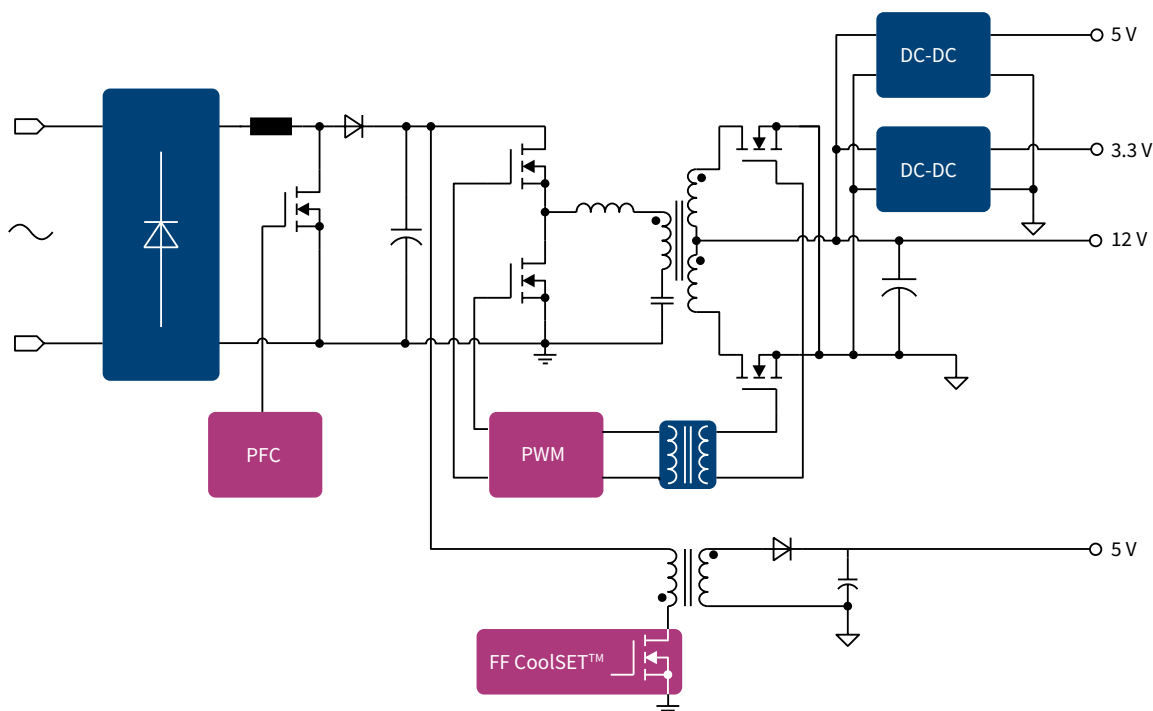 DC-DC
5 V
DC-DC
3.3 V
12 V
PFC
PWM
5 V
FF CoolSET™